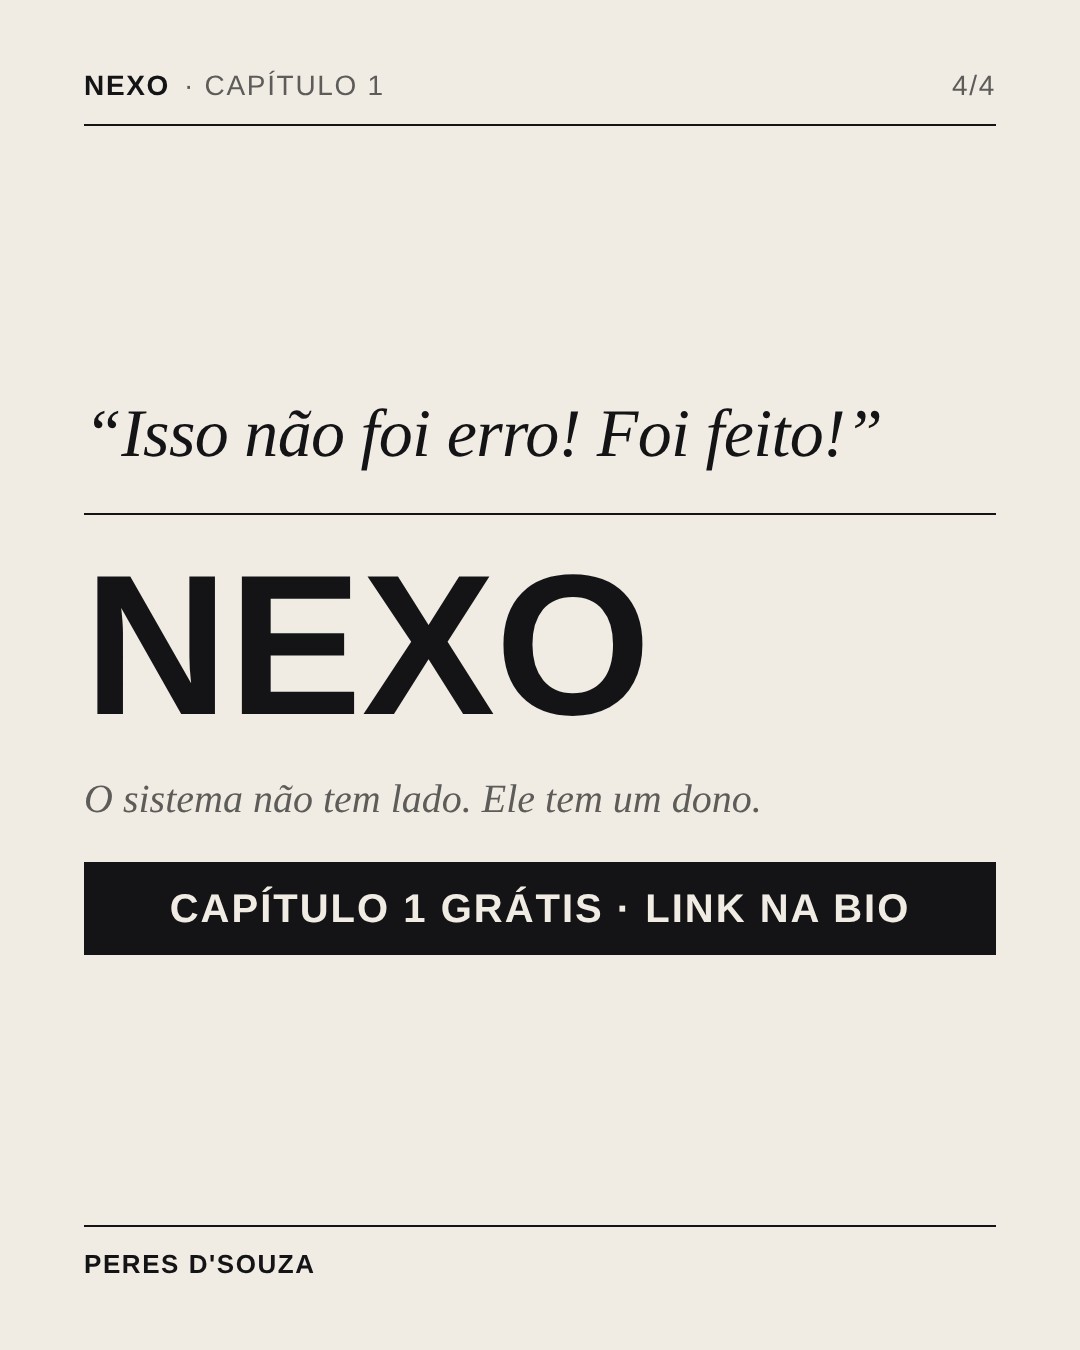 NEXO · CAPÍTULO 1 4/4
“Isso não foi erro! Foi feito!”
NEXO
O sistema não tem lado. Ele tem um dono.
CAPÍTULO 1 GRÁTIS · LINK NA BIO
PERES D'SOUZA